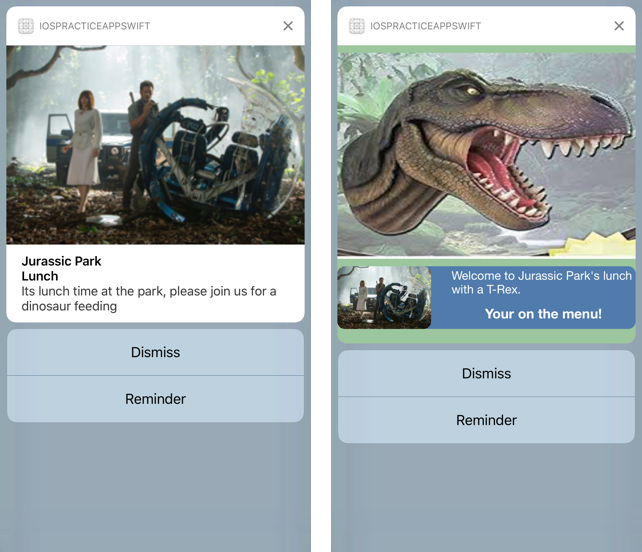 IOSPRACTICEAPPSWIFT
Jurassic Park
Lunch
Its lunch time at the park, please join us for a
dinosaur feeding
Dismiss
Reminder
IOSPRACTICEAPPSWIFT
Welcome to Jurassic Park's lunch
with a T-Rex.
Your on the menu!
Dismiss
Reminder